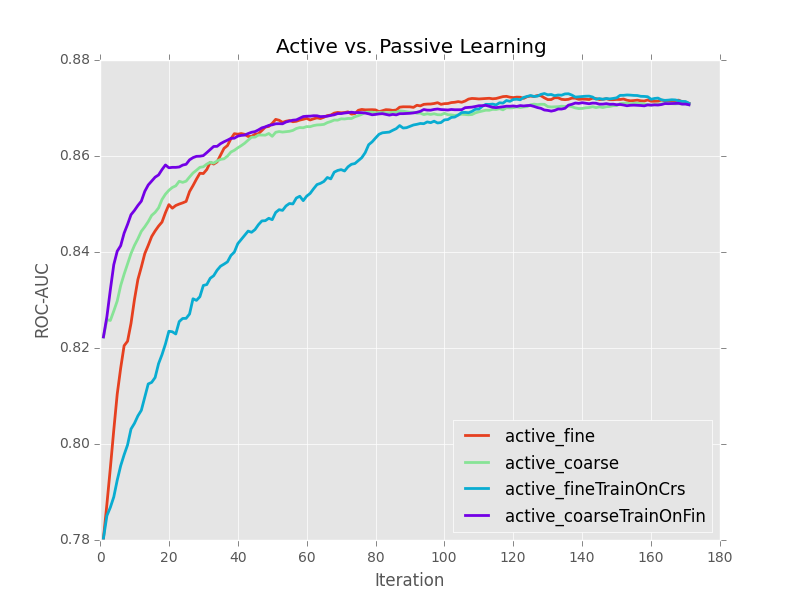 Active vs. Passive Learning
0.88
0.86
0.84
0.82
0.80
0.78
ROC-AUC
0
20
40
60
80
100
120
140
160
180
Iteration
active_fine
active_coarse
active_fineTrainOnCrs
active_coarseTrainOnFin